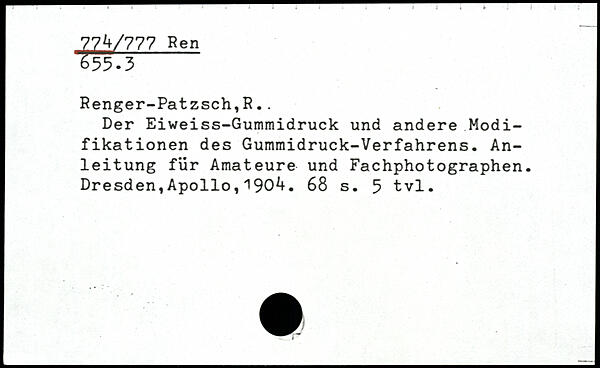 774/777 Ren
655.3
Renger-Patzsch,R..
Der Eiweiss-Gummidruck und andere Modi-
fikationen des Gummidruck-Verfahrens. An-
leitung für Amateure und Fachphotographen.
Dresden,Apollo,1904. 68 s. 5 tvl.